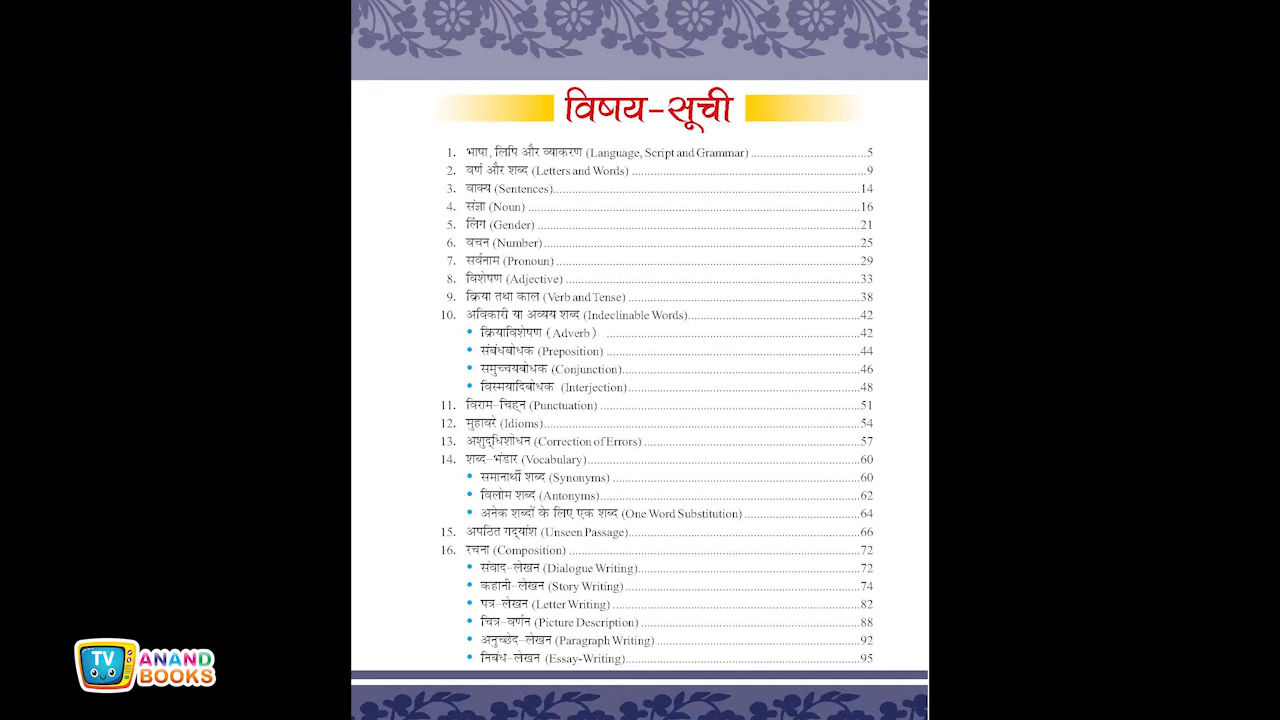 विषय-सूची
1. भाषा, लिपि और व्याकरण (Language, Script and Grammar) ........................................5
2. वर्ण और शब्द (Letters and Words) ........................................9
3. वाक्य (Sentences)........................................14
4. संज्ञा (Noun) ........................................16
5. लिंग (Gender) ........................................21
6. वचन (Number)........................................25
7. सर्वनाम (Pronoun) ........................................29
8. विशेषण (Adjective) ........................................33
9. क्रिया तथा काल (Verb and Tense) ........................................38
10. अविकारी या अव्यय शब्द (Indeclinable Words)........................................42
• क्रियाविशेषण ( Adverb ) ........................................42
• संबंधबोधक (Preposition) ........................................44
• समुच्चयबोधक (Conjunction)........................................46
• विस्मयादिबोधक (Interjection)........................................48
11. विराम-चिह्न (Punctuation) ........................................51
12. मुहावरे (Idioms)........................................54
13. अशुद्धिशोधन (Correction of Errors) ........................................57
14. शब्द-भंडार (Vocabulary)........................................60
• समानार्थी शब्द (Synonyms) ........................................60
• विलोम शब्द (Antonyms)........................................62
• अनेक शब्दों के लिए एक शब्द (One Word Substitution) ........................................64
15. अपठित गद्यांश (Unseen Passage)........................................66
16. रचना (Composition) ........................................72
• संवाद-लेखन (Dialogue Writing)........................................72
• कहानी-लेखन (Story Writing) ........................................74
• पत्र-लेखन (Letter Writing) ........................................82
• चित्र-वर्णन (Picture Description) ........................................88
• अनुच्छेद-लेखन (Paragraph Writing) ........................................92
• निबंध-लेखन (Essay-Writing)........................................95
TV ANAND
BOOKS